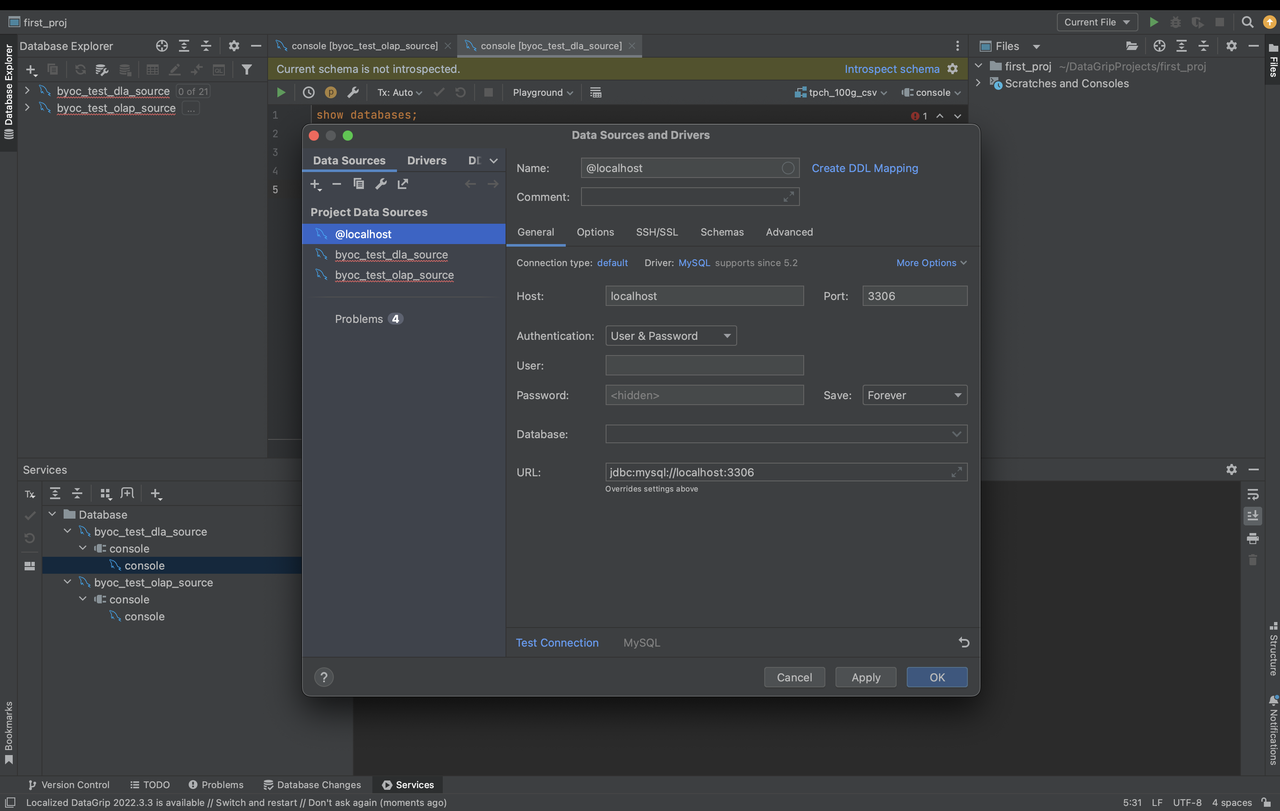 first_proj
Current File
Database Explorer
console [byoc_test_olap_source]
console [byoc_test_dla_source]
Files
Current schema is not introspected.
Introspect schema
first_proj ~/DataGripProjects/first_proj
Scratches and Consoles
Database Explorer
Files
byoc_test_dla_source 0 of 21
byoc_test_olap_source ...
Tx: Auto
Playground
tpch_100g_csv
console
1 show databases;
1
2
3
4
5
Data Sources and Drivers
Data Sources
Drivers
Name: @localhost
Create DDL Mapping
Comment:
Project Data Sources
@localhost
byoc_test_dla_source
byoc_test_olap_source
Problems 4
General
Options
SSH/SSL
Schemas
Advanced
Connection type: default
Driver: MySQL supports since 5.2
More Options
Host: localhost
Port: 3306
Authentication: User & Password
User:
Password: <hidden>
Save: Forever
Database:
URL: jdbc:mysql://localhost:3306
Overrides settings above
Test Connection
MySQL
?
Cancel
Apply
OK
Services
Tx
Database
byoc_test_dla_source
console
console
byoc_test_olap_source
console
console
Structure
Notifications
Bookmarks
Version Control
TODO
Problems
Database Changes
Services
Localized DataGrip 2022.3.3 is available // Switch and restart // Don't ask again (moments ago)
5:31
LF
UTF-8
4 spaces